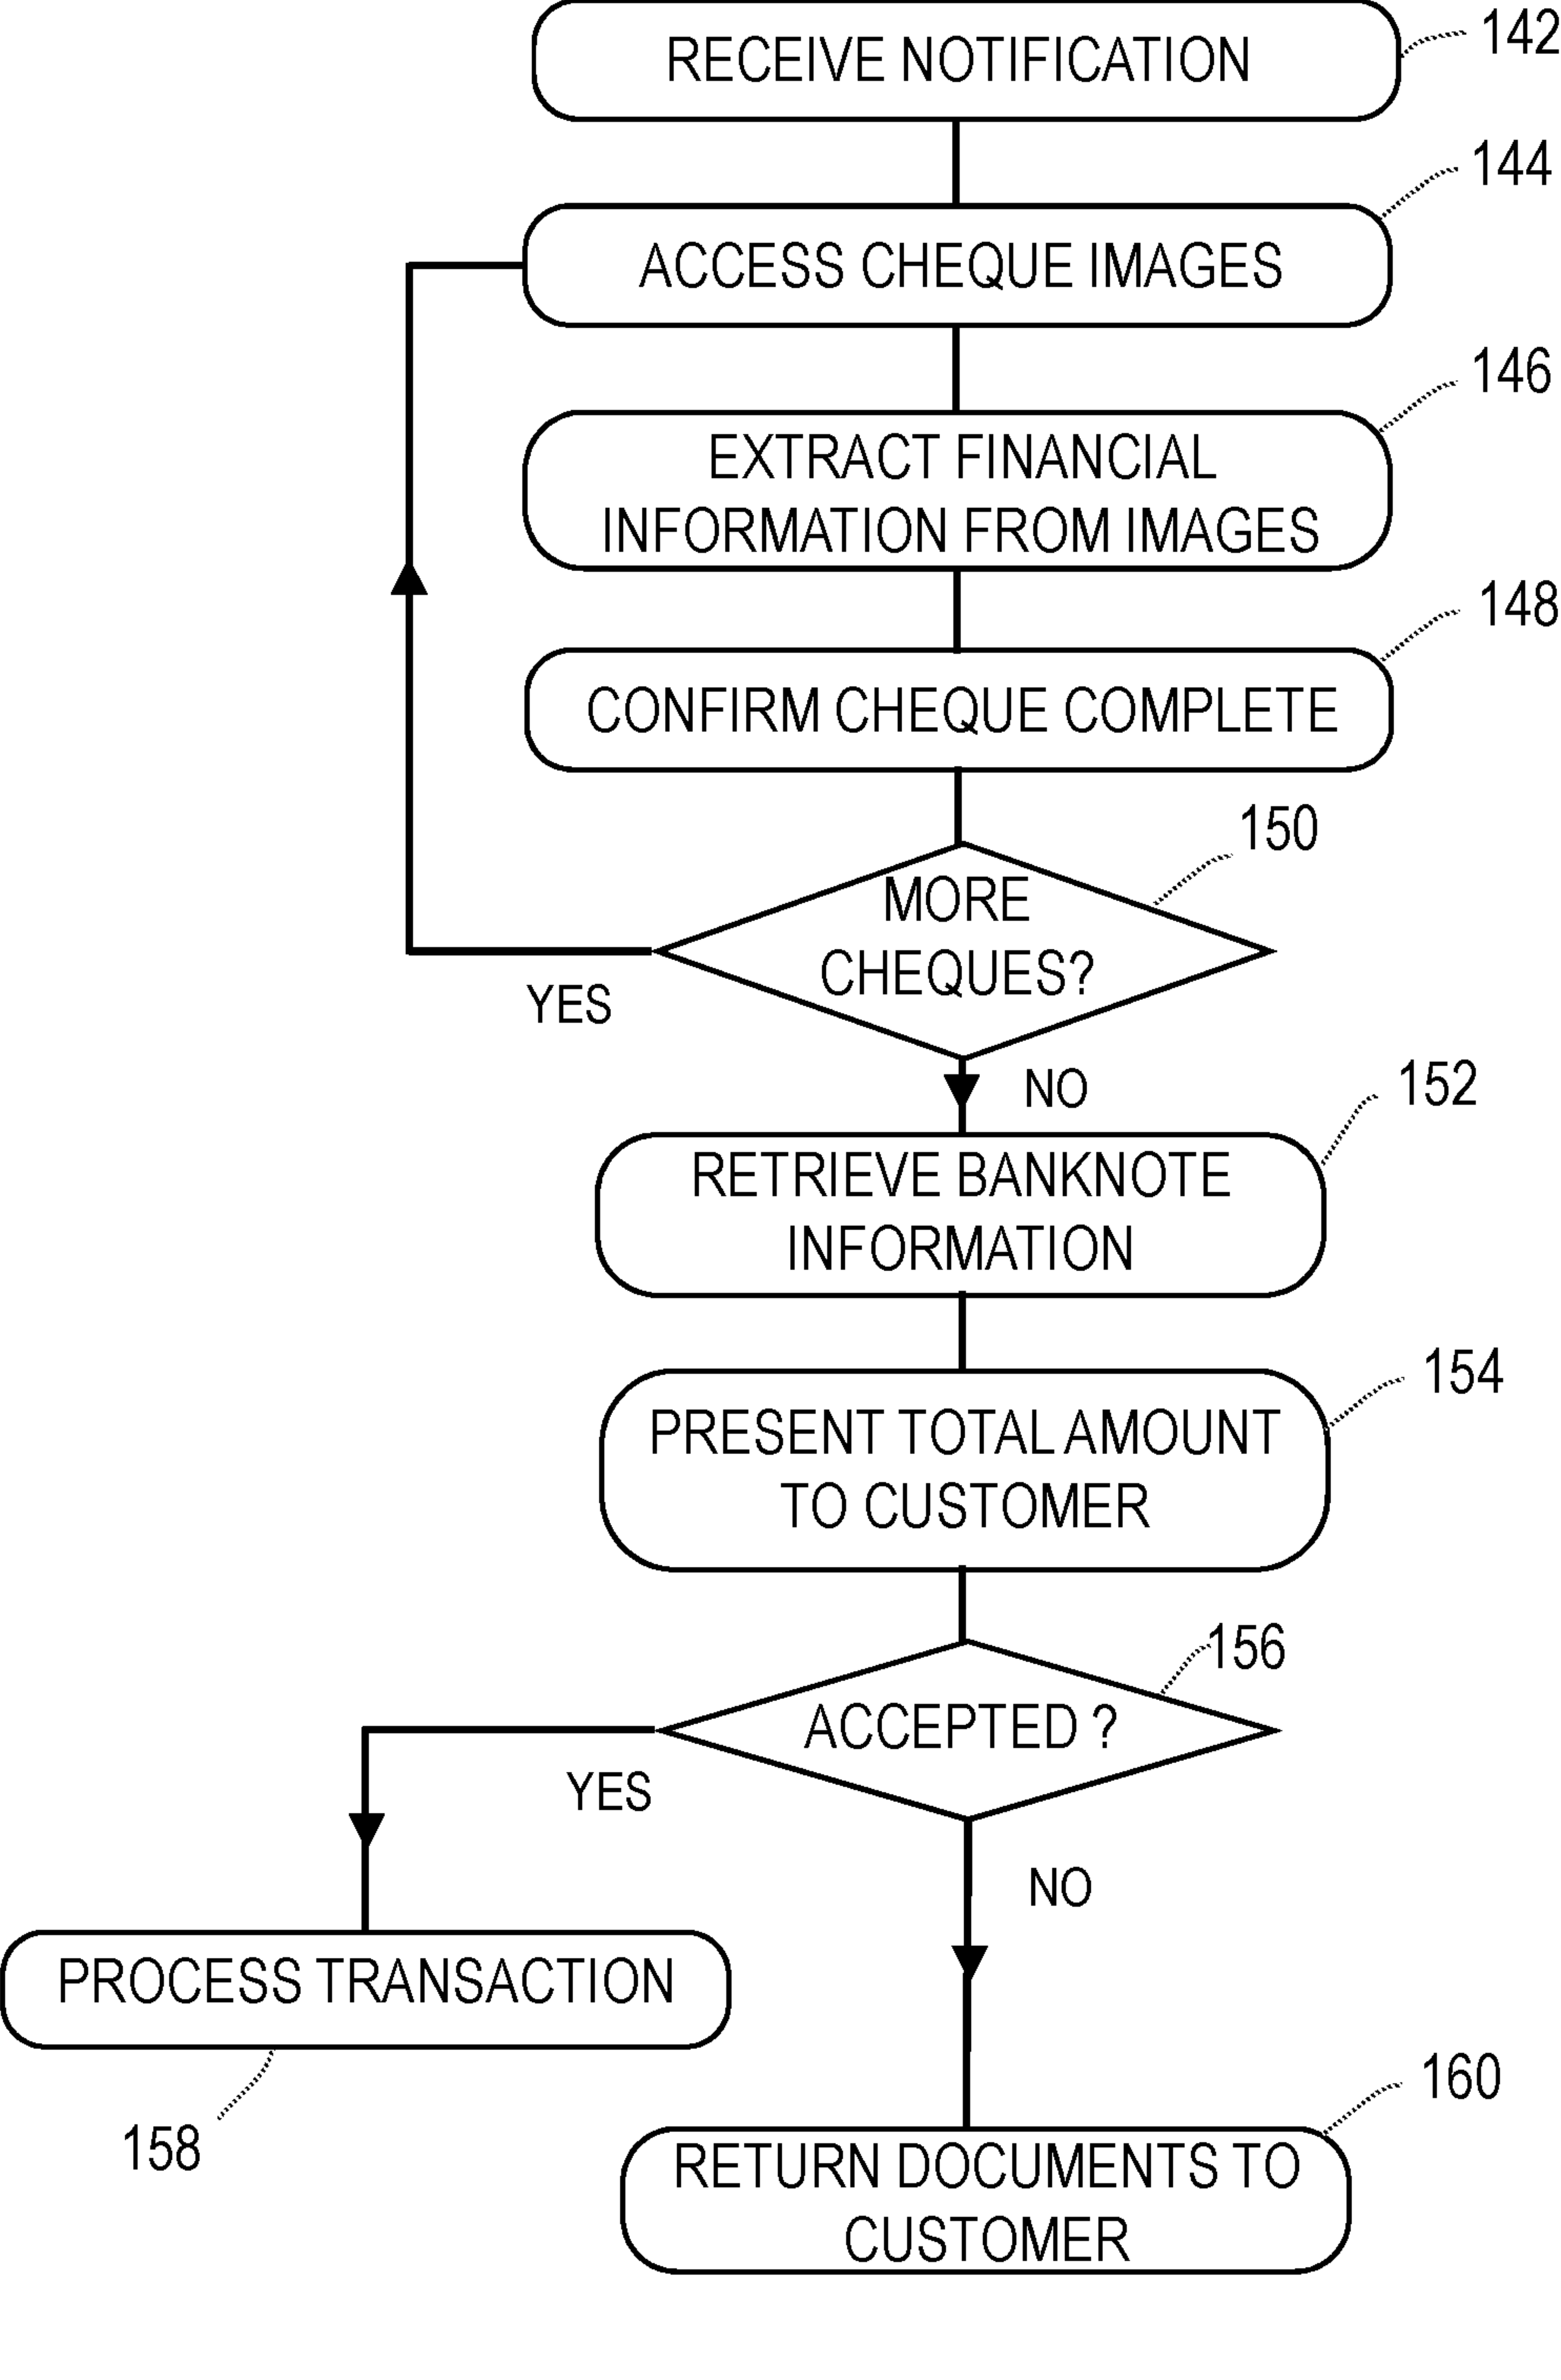 RECEIVE NOTIFICATION
142
ACCESS CHEQUE IMAGES
144
EXTRACT FINANCIAL
INFORMATION FROM IMAGES
146
CONFIRM CHEQUE COMPLETE
148
MORE
CHEQUES?
150
YES
NO
RETRIEVE BANKNOTE
INFORMATION
152
PRESENT TOTAL AMOUNT
TO CUSTOMER
154
ACCEPTED ?
156
YES
NO
PROCESS TRANSACTION
158
RETURN DOCUMENTS TO
CUSTOMER
160